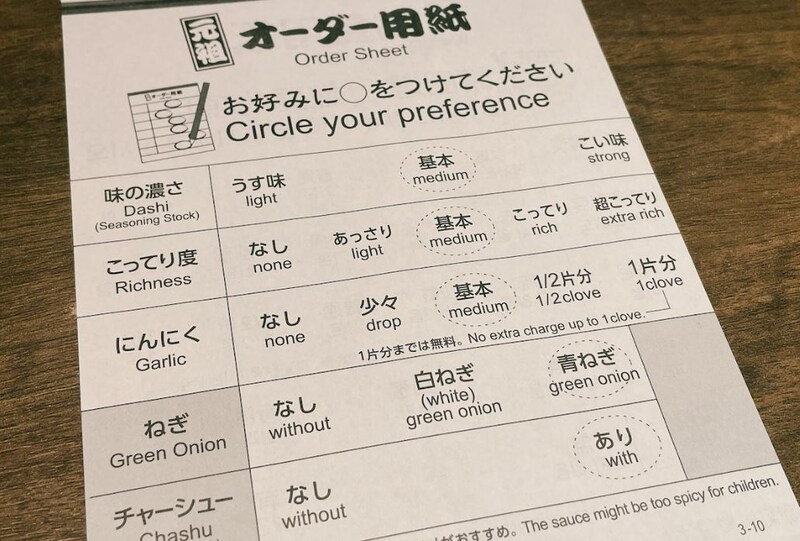 元祖 オーダー用紙
Order Sheet
お好みに○をつけてください
Circle your preference
味の濃さ うす味 基本 こい味
Dashi light medium strong
(Seasoning Stock)
こってり度 なし あっさり 基本 こってり 超こってり
Richness none light medium rich extra rich
にんにく なし 少々 基本 1/2片分 1片分
Garlic none drop medium 1/2clove 1clove
1片分までは無料。No extra charge up to 1clove.
ねぎ なし 白ねぎ 青ねぎ
Green Onion without (white) green onion
green onion
チャーシュー なし あり
Chashu without with
がおすすめ。The sauce might be too spicy for children.
3-10